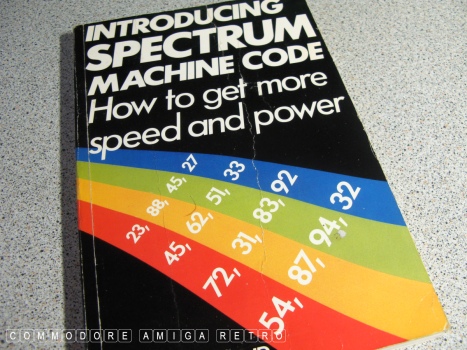 INTRODUCING
SPECTRUM
MACHINE CODE
How to get more
speed and power
23, 88, 45, 27
45, 62, 51, 33
72, 31, 83, 92
54, 87, 94, 32
COMMODORE AMIGA RETRO